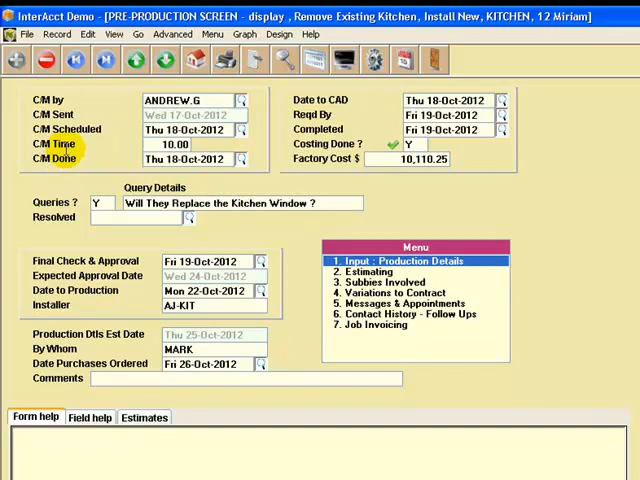 InterAcct Demo - [PRE-PRODUCTION SCREEN - display , Remove Existing Kitchen, Install New, KITCHEN, 12 Miriam]
File Record Edit View Go Advanced Menu Graph Design Help
C/M by ANDREW.G
C/M Sent Wed 17-Oct-2012
C/M Scheduled Thu 18-Oct-2012
C/M Time 10.00
C/M Done Thu 18-Oct-2012
Date to CAD Thu 18-Oct-2012
Reqd By Fri 19-Oct-2012
Completed Fri 19-Oct-2012
Costing Done ? Y
Factory Cost $ 10,110.25
Query Details
Queries ? Y Will They Replace the Kitchen Window ?
Resolved
Final Check & Approval Fri 19-Oct-2012
Expected Approval Date Wed 24-Oct-2012
Date to Production Mon 22-Oct-2012
Installer AJ-KIT
Menu
1. Input : Production Details
2. Estimating
3. Subbies Involved
4. Variations to Contract
5. Messages & Appointments
6. Contact History - Follow Ups
7. Job Invoicing
Production Dtls Est Date Thu 25-Oct-2012
By Whom MARK
Date Purchases Ordered Fri 26-Oct-2012
Comments
Form help Field help Estimates